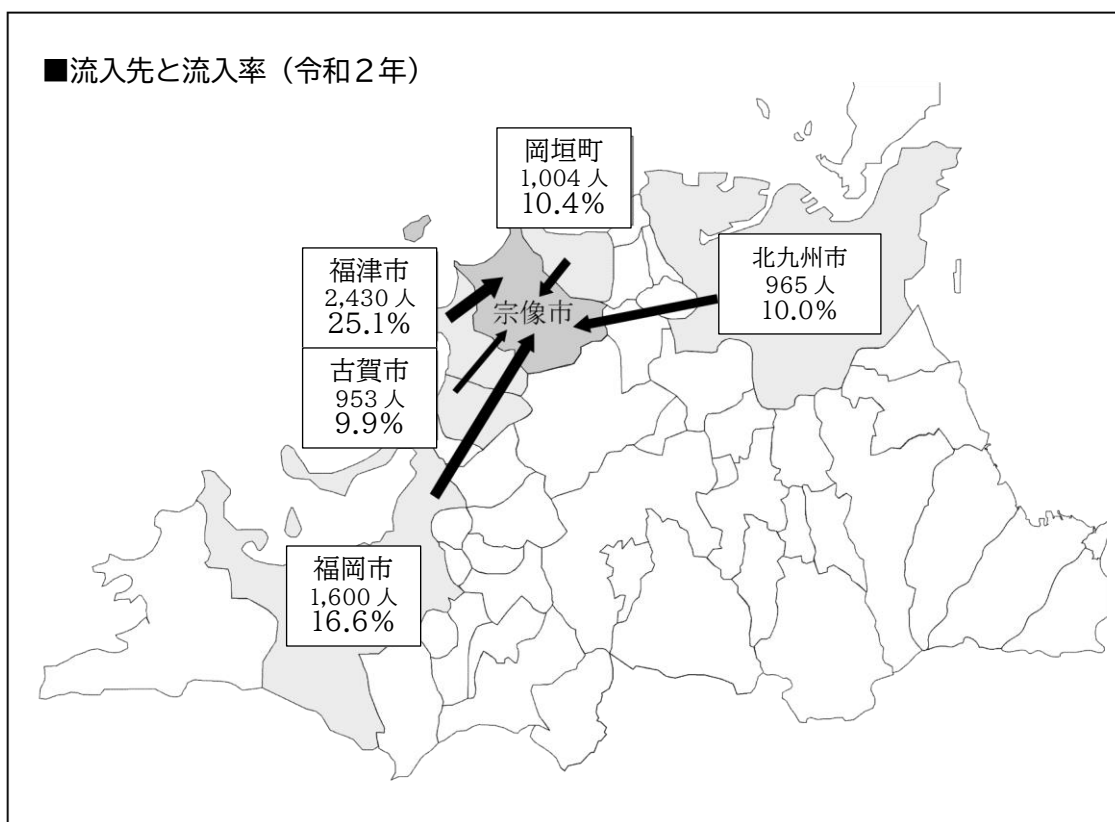 ■流入先と流入率（令和２年）
岡垣町
1,004 人
10.4%
福津市
2,430 人
25.1%
北九州市
965 人
10.0%
宗像市
古賀市
953 人
9.9%
福岡市
1,600 人
16.6%